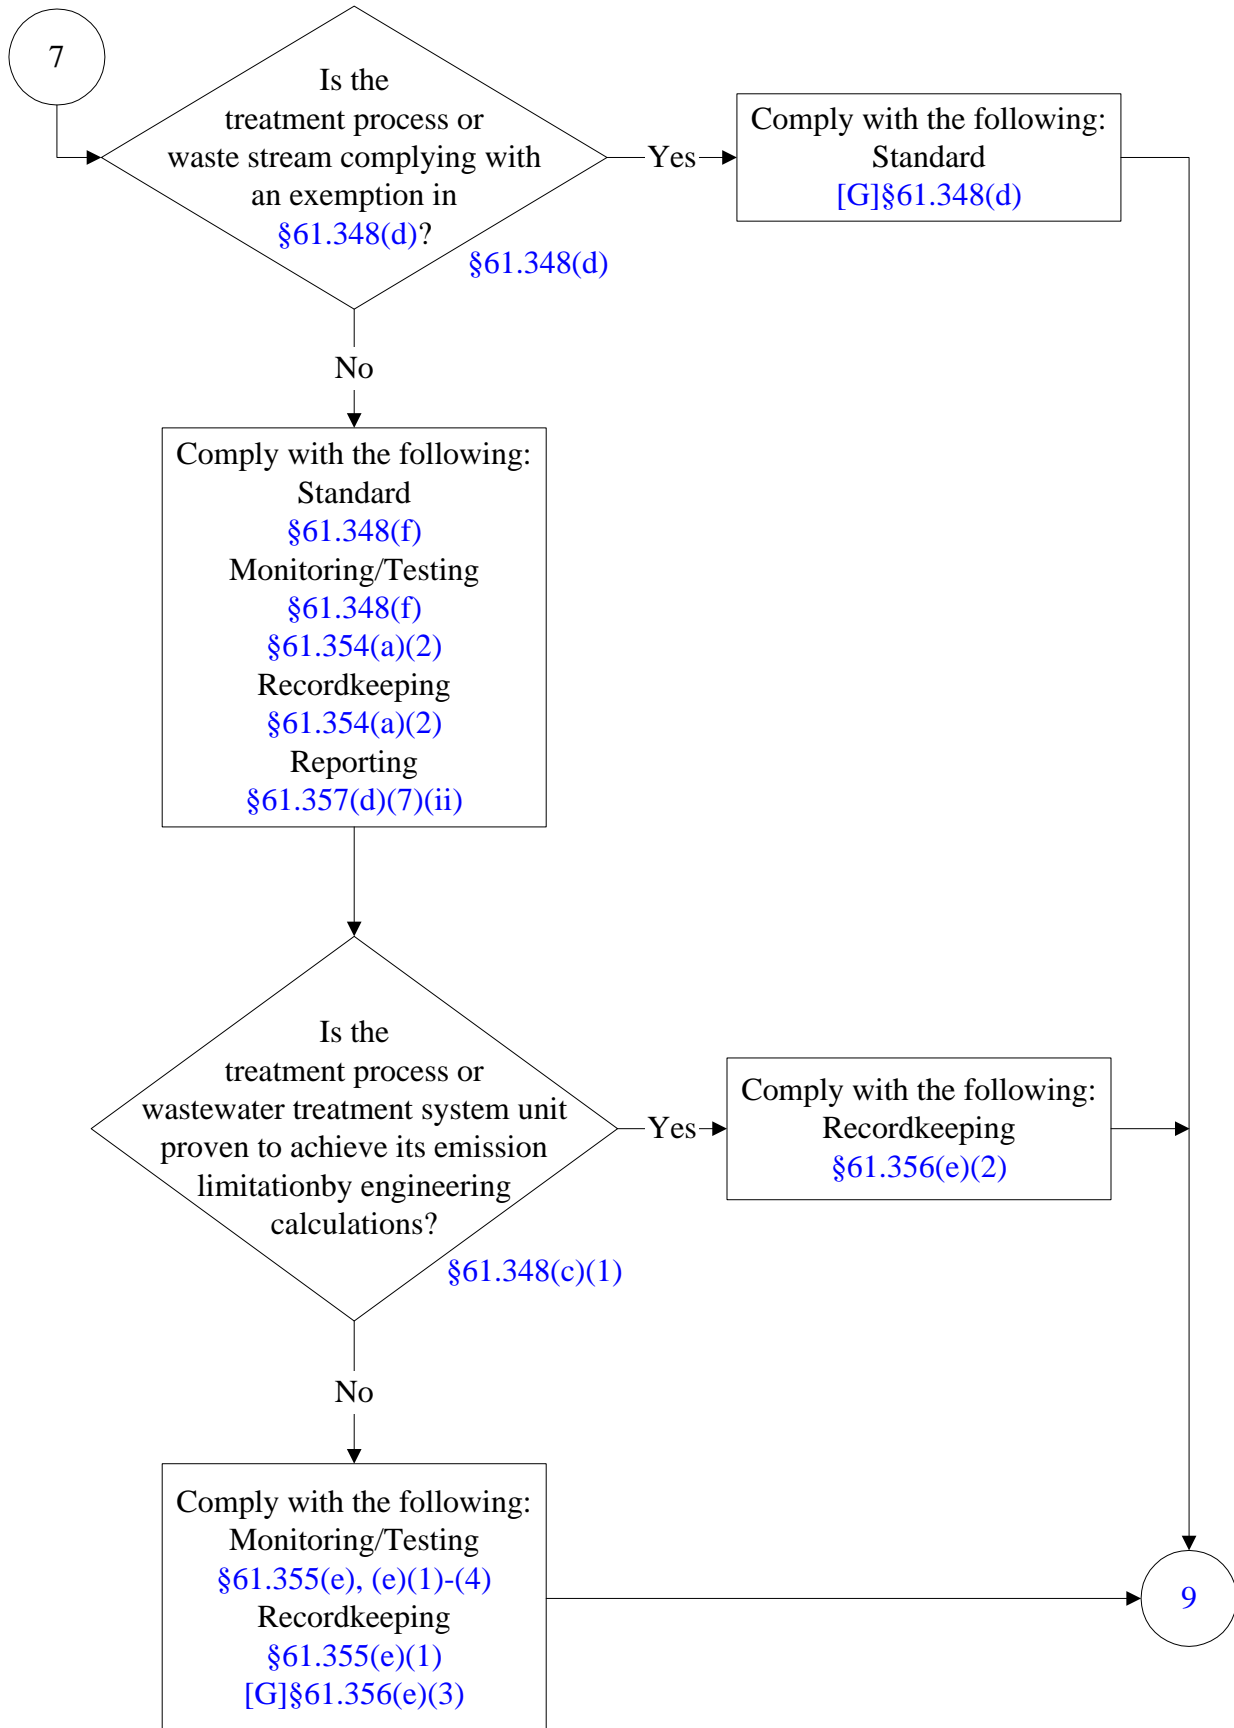 7
Is the
treatment process or
waste stream complying with
an exemption in
§61.348(d)?
§61.348(d)
Yes
Comply with the following:
Standard
[G]§61.348(d)
No
Comply with the following:
Standard
§61.348(f)
Monitoring/Testing
§61.348(f)
§61.354(a)(2)
Recordkeeping
§61.354(a)(2)
Reporting
§61.357(d)(7)(ii)
Is the
treatment process or
wastewater treatment system unit
proven to achieve its emission
limitationby engineering
calculations?
§61.348(c)(1)
Yes
Comply with the following:
Recordkeeping
§61.356(e)(2)
No
Comply with the following:
Monitoring/Testing
§61.355(e), (e)(1)-(4)
Recordkeeping
§61.355(e)(1)
[G]§61.356(e)(3)
9